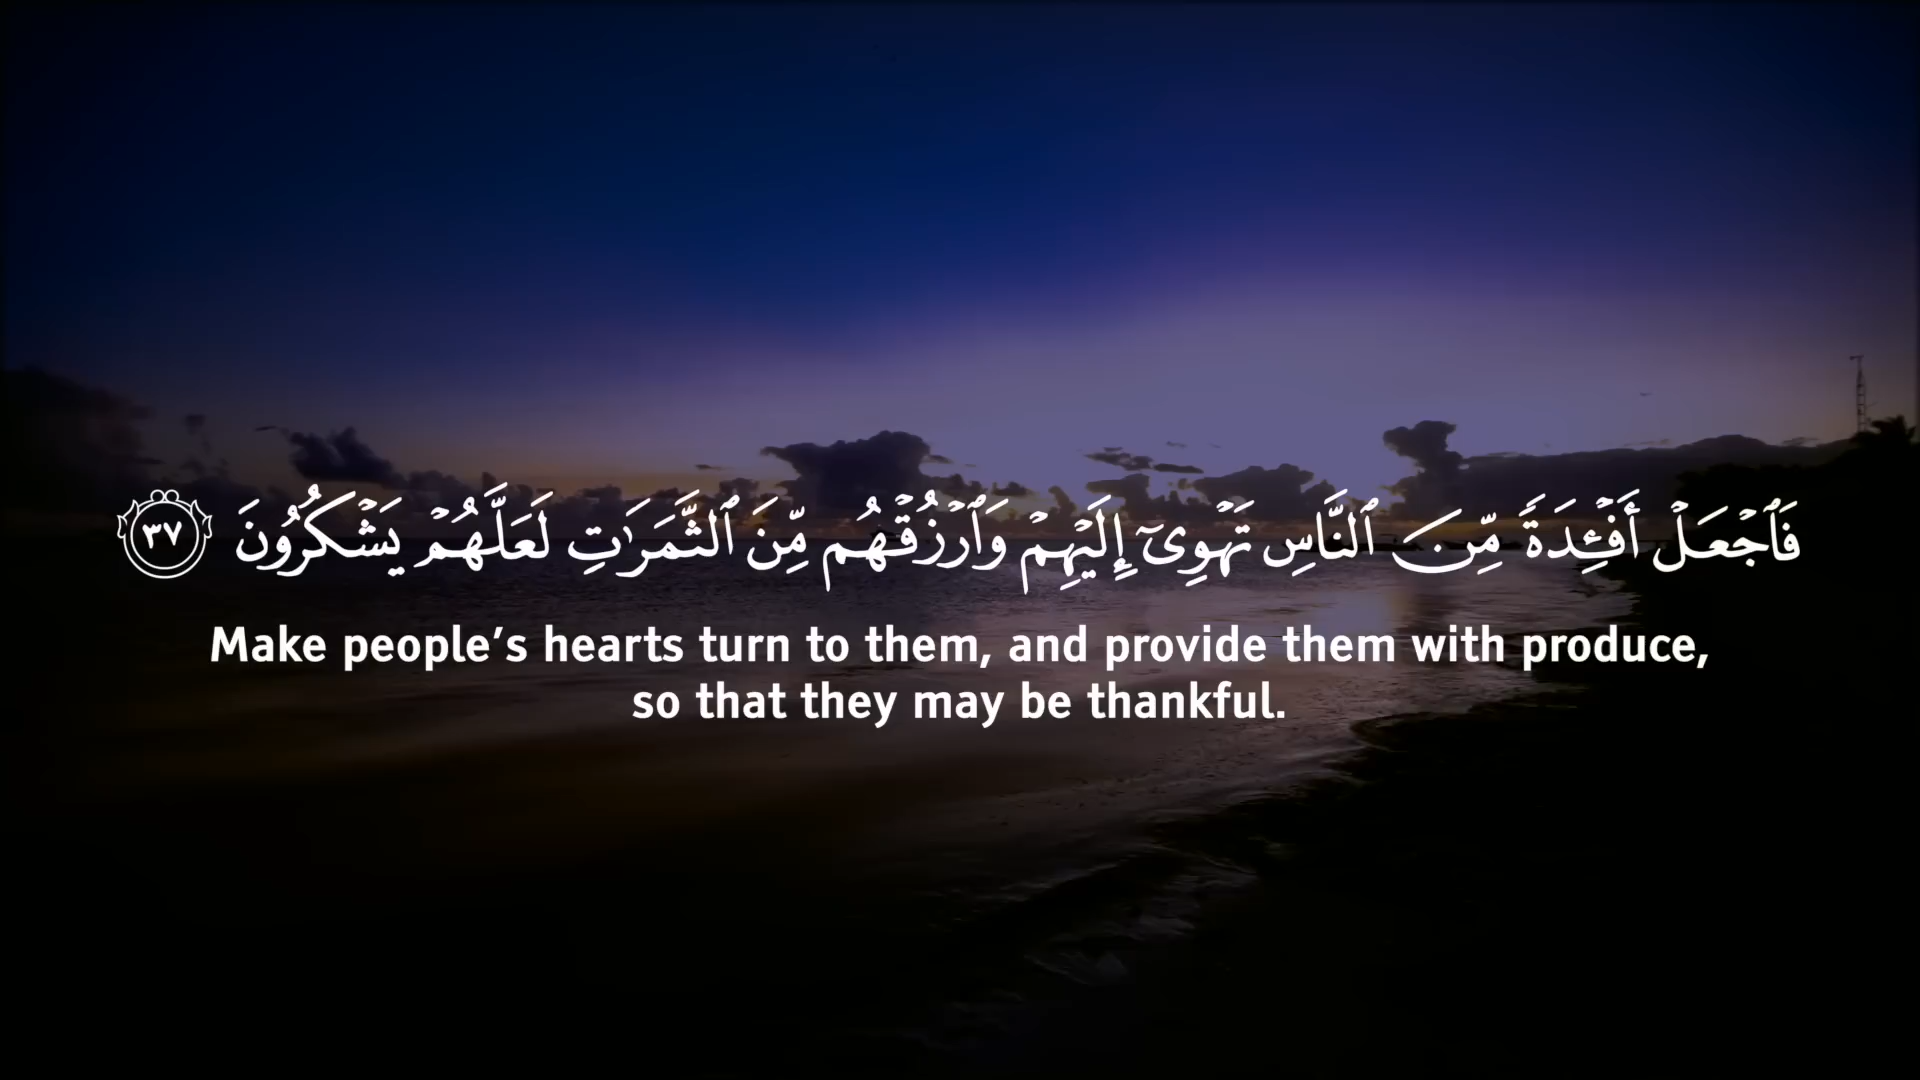 فَٱجۡعَلۡ أَفۡـِٔدَةٗ مِّنَ ٱلنَّاسِ تَهۡوِيٓ إِلَيۡهِمۡ وَٱرۡزُقۡهُم مِّنَ ٱلثَّمَرَٰتِ لَعَلَّهُمۡ يَشۡكُرُونَ ٣٧
Make people’s hearts turn to them, and provide them with produce,
so that they may be thankful.